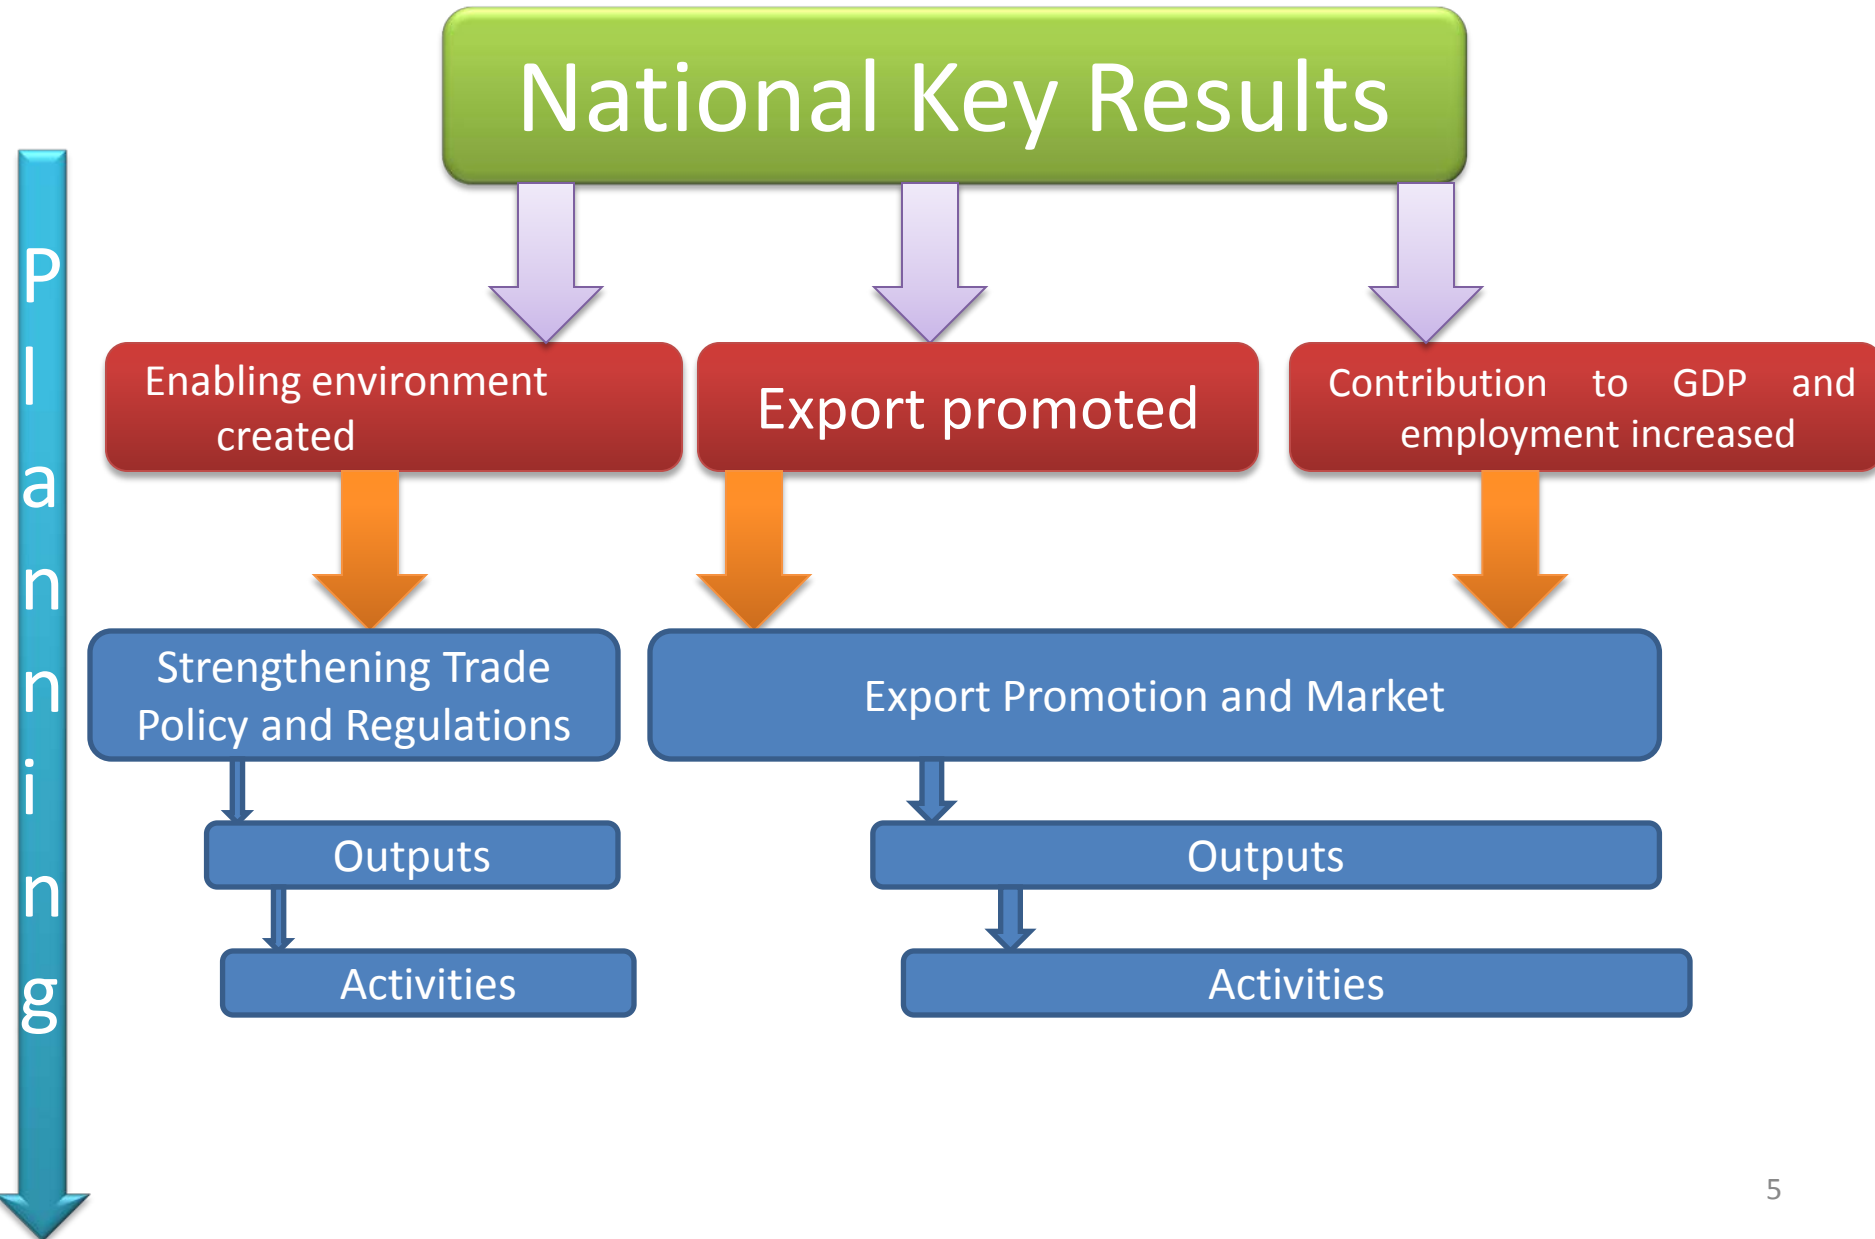 National Key Results
Planning
Enabling environment
created
Export promoted
Contribution to GDP and
employment increased
Strengthening Trade
Policy and Regulations
Export Promotion and Market
Outputs
Outputs
Activities
Activities
5